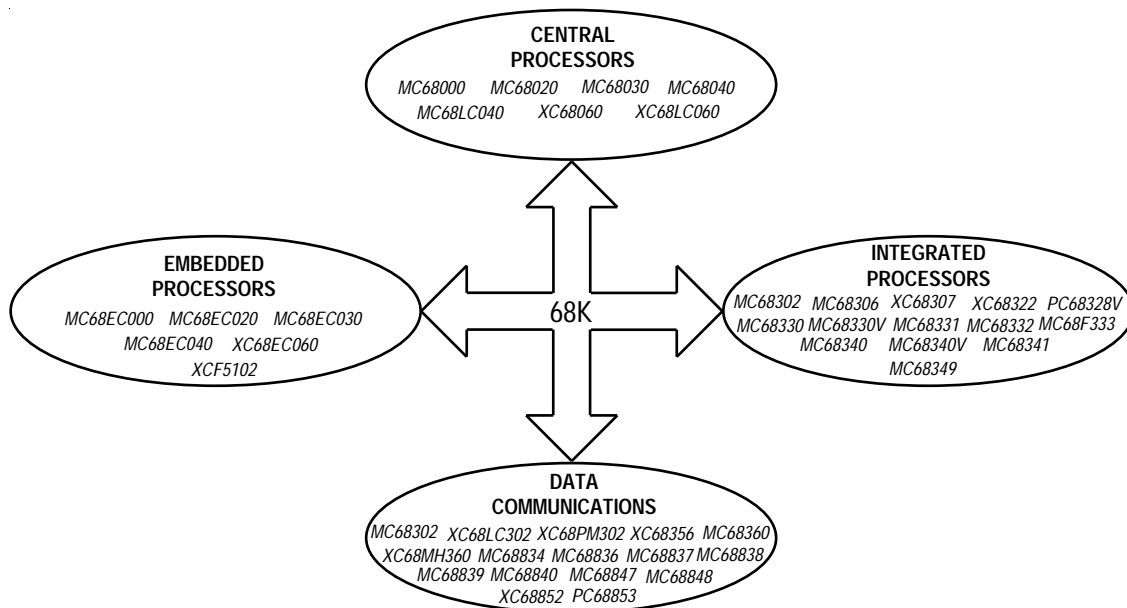 CENTRAL
PROCESSORS
MC68000 MC68020 MC68030 MC68040
MC68LC040 XC68060 XC68LC060
EMBEDDED
PROCESSORS
MC68EC000 MC68EC020 MC68EC030
MC68EC040 XC68EC060
XCF5102
68K
INTEGRATED
PROCESSORS
MC68302 MC68306 XC68307 XC68322 PC68328V
MC68330 MC68330V MC68331 MC68332 MC68F333
MC68340 MC68340V MC68341
MC68349
DATA
COMMUNICATIONS
MC68302 XC68LC302 XC68PM302 XC68356 MC68360
XC68MH360 MC68834 MC68836 MC68837 MC68838
MC68839 MC68840 MC68847 MC68848
XC68852 PC68853